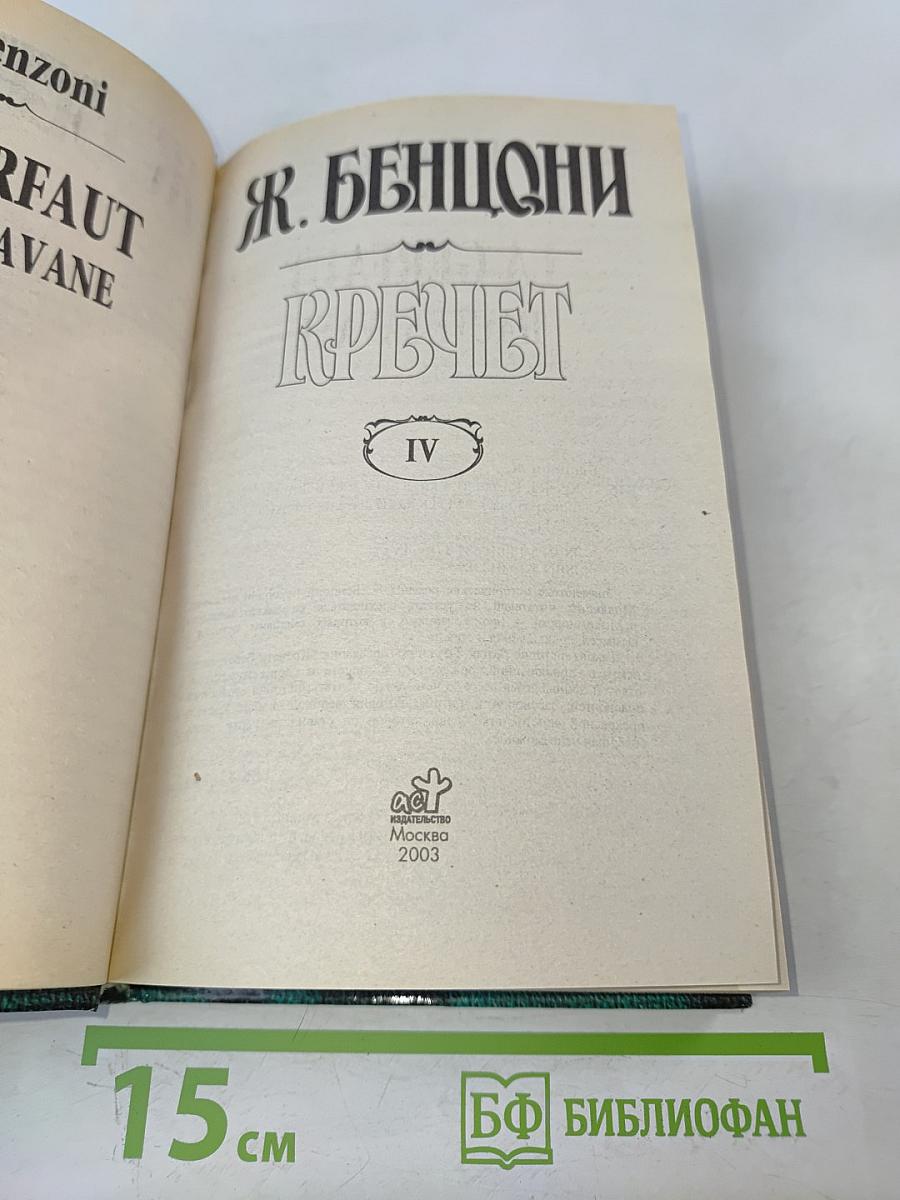 enzoni
RFAUT
AVANE
Ж. БЕНЦОНИ
КРЕЧЕТ
IV
аст
ИЗДАТЕЛЬСТВО
Москва
2003
15 см
БФ БИБЛИОФАН